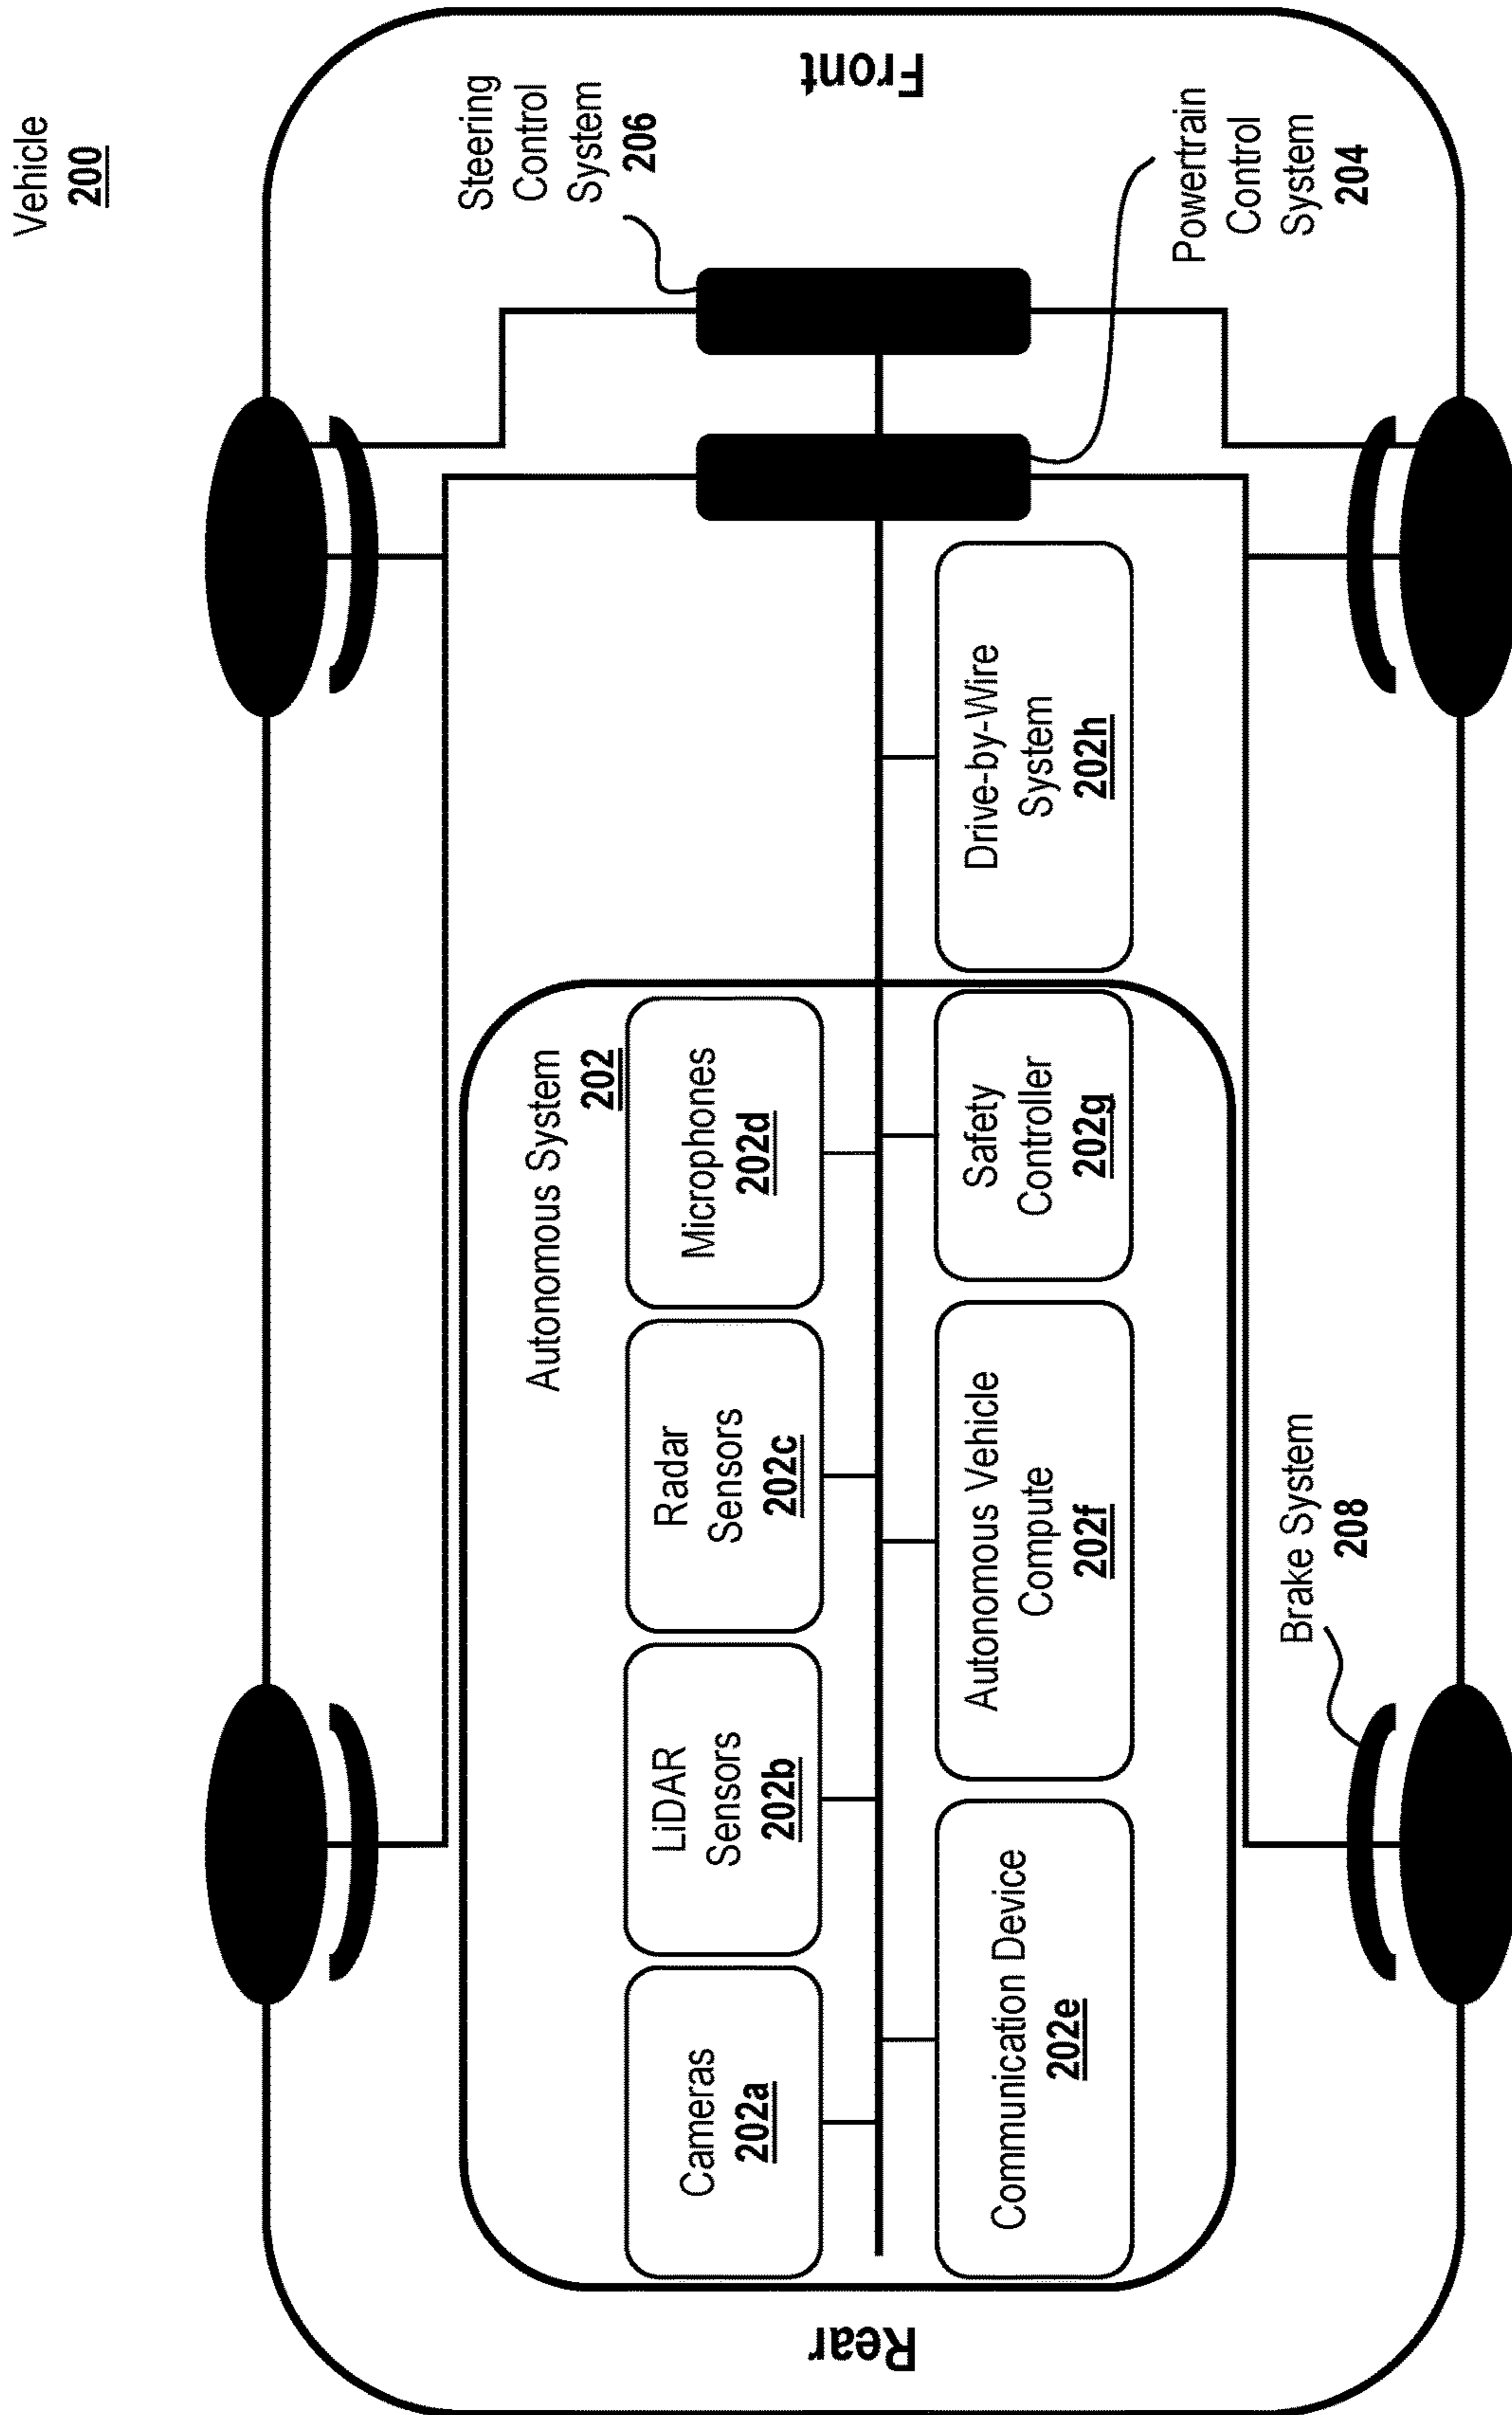 Vehicle
200
Steering
Control
System
206
Front
Powertrain
Control
System
204
Autonomous System
202
Cameras
202a
LiDAR
Sensors
202b
Radar
Sensors
202c
Microphones
202d
Communication Device
202e
Autonomous Vehicle
Compute
202f
Safety
Controller
202g
Drive-by-Wire
System
202h
Brake System
208
Rear